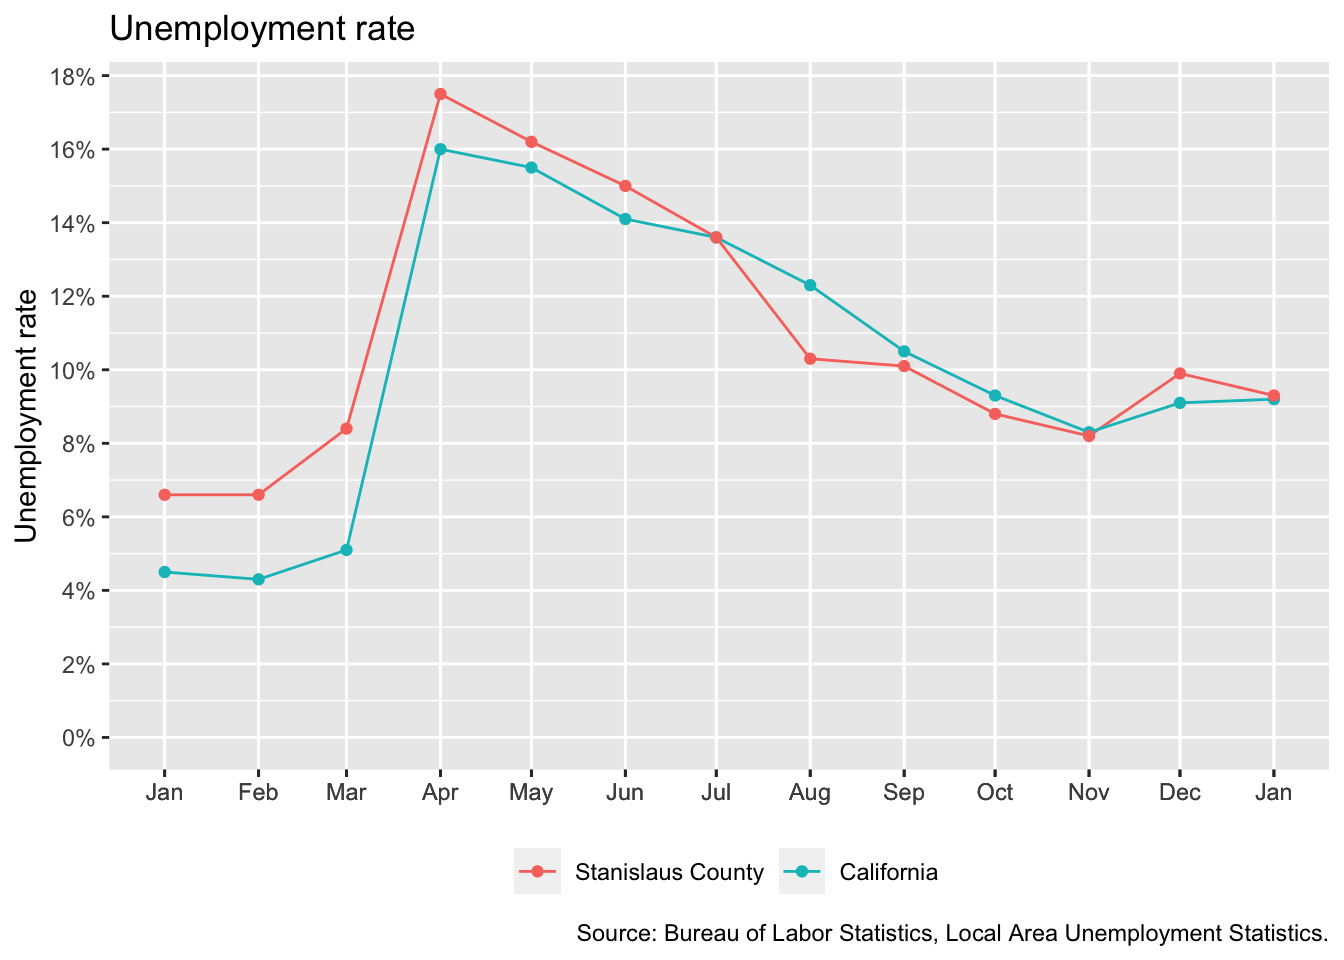 Unemployment rate
Unemployment rate
18%
16%
14%
12%
10%
8%
6%
4%
2%
0%
Jan Feb Mar Apr May Jun Jul Aug Sep Oct Nov Dec Jan
Stanislaus County California
Source: Bureau of Labor Statistics, Local Area Unemployment Statistics.